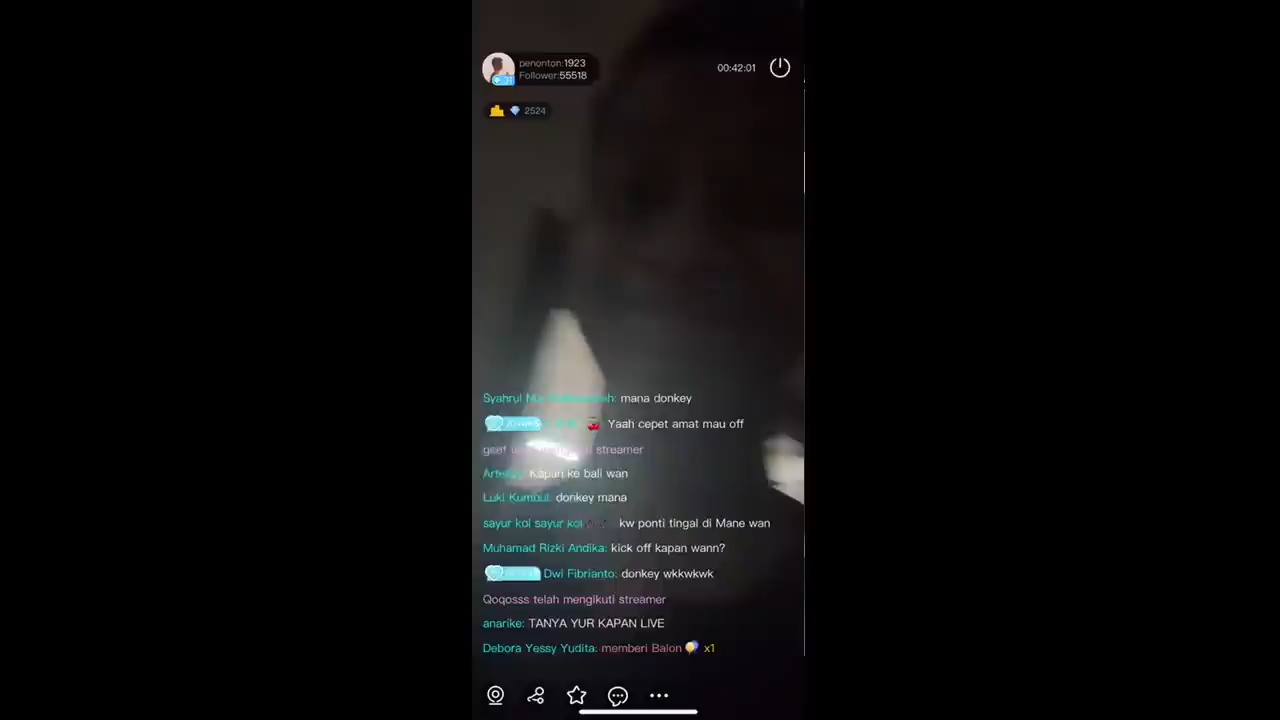 penonton:1923
Follower:55518
00:42:01
2524
Syahrul mana donkey
Yaah cepet amat mau off
streamer
Kapan ke bali wan
Luki Kumbul: donkey mana
sayur kol sayur kol kw ponti tingal di Mane wan
Muhamad Rizki Andika: kick off kapan wann?
Dwi Fibrianto: donkey wkkwkwk
Qoqosss telah mengikuti streamer
anarike: TANYA YUR KAPAN LIVE
Debora Yessy Yudita: memberi Balon x1